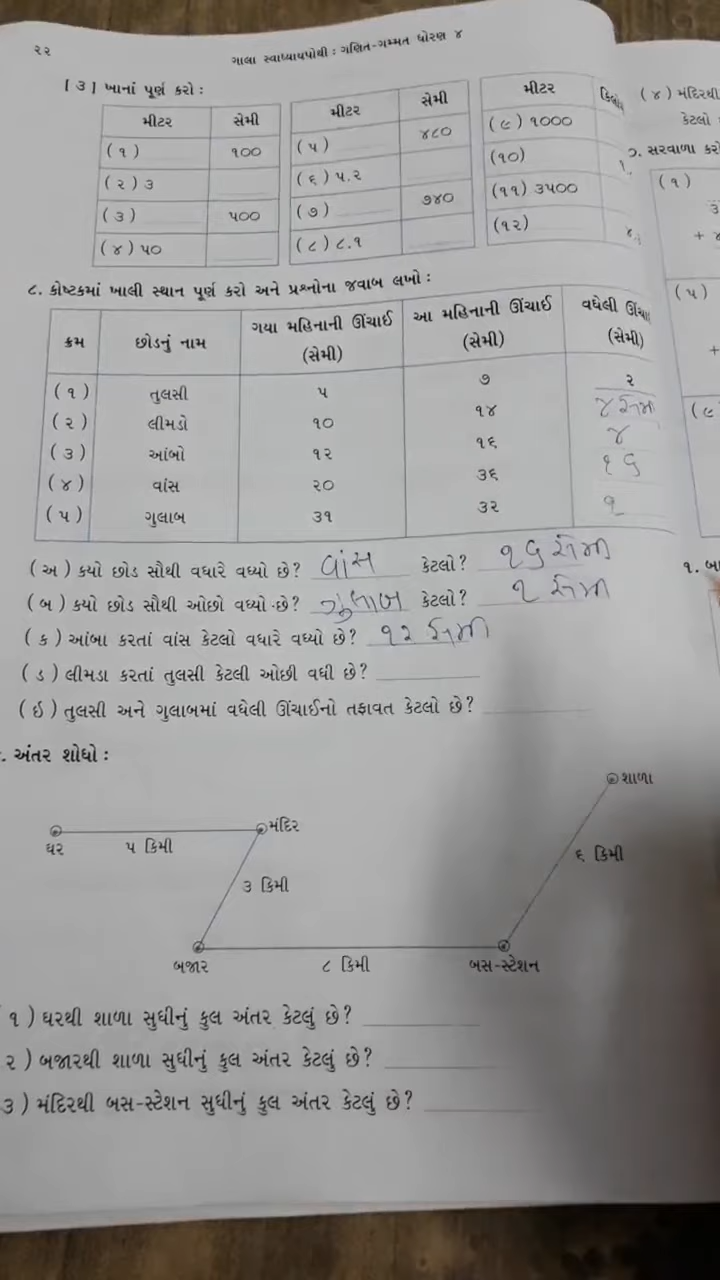 ૨૨
ગાલા સ્વાધ્યાયપોથી : ગણિત-ગમ્મત ધોરણ ૪
[૩] ખાનાં પૂર્ણ કરો :
મીટર સેમી મીટર સેમી મીટર
(૧) ૧૦૦ (૫) ૪૮૦ (૯) ૧૦૦૦
(૨) ૩ (૬) ૫.૨ (૧૦)
(૩) ૫૦૦ (૭) ૭૪૦ (૧૧) ૩૫૦૦
(૪) ૫૦ (૮) ૮.૧ (૧૨)
૮. કોષ્ટકમાં ખાલી સ્થાન પૂર્ણ કરો અને પ્રશ્નોના જવાબ લખો :
ક્રમ છોડનું નામ ગયા મહિનાની ઊંચાઈ (સેમી) આ મહિનાની ઊંચાઈ (સેમી) વધેલી ઊંચા (સેમી)
(૧) તુલસી ૫ ૭ ૨
(૨) લીમડો ૧૦ ૧૪ ૪ સેમી
(૩) આંબો ૧૨ ૧૬ ૪
(૪) વાંસ ૨૦ ૩૬ ૧૬
(૫) ગુલાબ ૩૧ ૩૨ ૧
(અ) કયો છોડ સૌથી વધારે વધ્યો છે? વાંસ કેટલો? ૧૬ સેમી
(બ) કયો છોડ સૌથી ઓછો વધ્યો છે? ગુલાબ કેટલો? ૧ સેમી
(ક) આંબા કરતાં વાંસ કેટલો વધારે વધ્યો છે? ૧૨ સેમી
(ડ) લીમડા કરતાં તુલસી કેટલી ઓછી વધી છે?
(ઈ) તુલસી અને ગુલાબમાં વધેલી ઊંચાઈનો તફાવત કેટલો છે?
. અંતર શોધો :
શાળા
મંદિર
ઘર ૫ કિમી
૬ કિમી
૩ કિમી
બજાર ૮ કિમી બસ-સ્ટેશન
૧) ઘરથી શાળા સુધીનું કુલ અંતર કેટલું છે?
૨) બજારથી શાળા સુધીનું કુલ અંતર કેટલું છે?
૩) મંદિરથી બસ-સ્ટેશન સુધીનું કુલ અંતર કેટલું છે?
(૪) મંદિરથી
કેટલો
૭. સરવાળા કરો
(૧)
(૫)
(૯
૧. બા